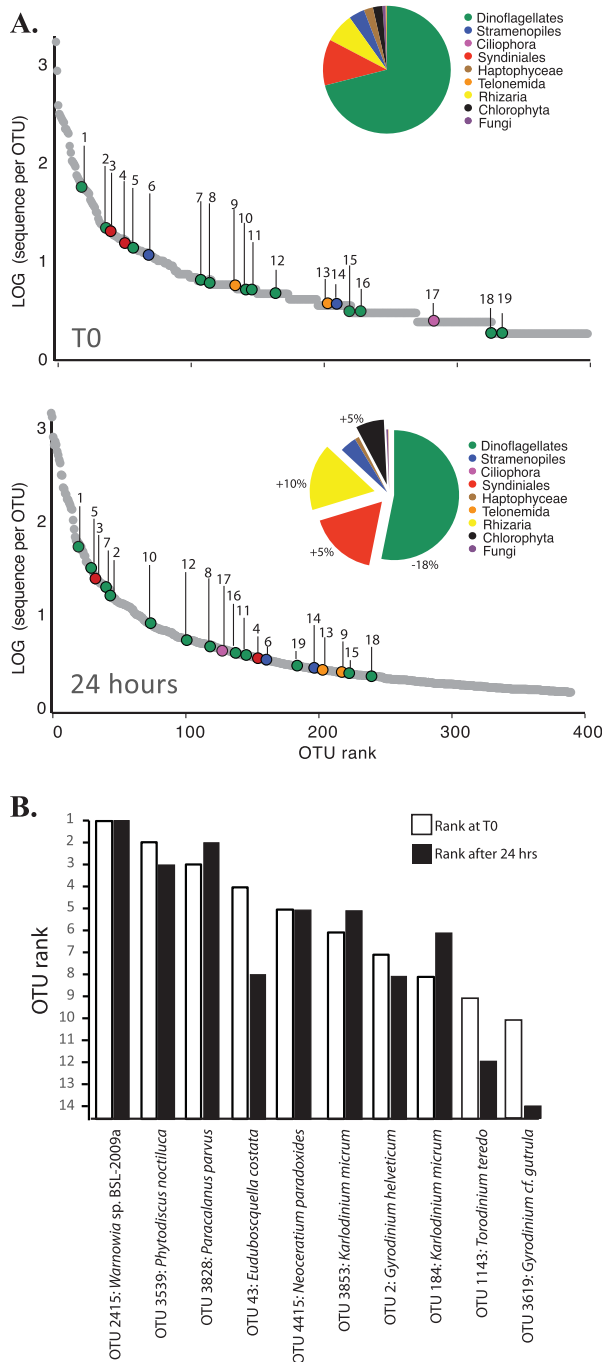 A.
Dinoflagellates
Stramenopiles
Ciliophora
Syndiniales
Haptophyceae
Telonemida
Rhizaria
Chlorophyta
Fungi
LOG (sequence per OTU)
3
2
1
0
1
2
3
4
5
6
7
8
9
10
11
12
13
14
15
16
17
18
19
T0
+5%
+10%
+5%
-18%
Dinoflagellates
Stramenopiles
Ciliophora
Syndiniales
Haptophyceae
Telonemida
Rhizaria
Chlorophyta
Fungi
LOG (sequence per OTU)
3
2
1
0
1
5
3
7
2
10
12
8
17
16
11
4
6
19
14
13
9
15
18
24 hours
0
100
200
300
400
OTU rank
B.
Rank at T0
Rank after 24 hrs
OTU rank
1
2
3
4
5
6
7
8
9
10
11
12
13
14
OTU 2415: Warnowia sp. BSL-2009a
OTU 3539: Phytodiscus noctiluca
OTU 3828: Paracalanus parvus
OTU 43: Euduboscquella costata
OTU 4415: Neoceratium paradoxides
OTU 3853: Karlodinium micrum
OTU 2: Gyrodinium helveticum
OTU 184: Karlodinium micrum
OTU 1143: Torodinium teredo
OTU 3619: Gyrodinium cf. gutrula